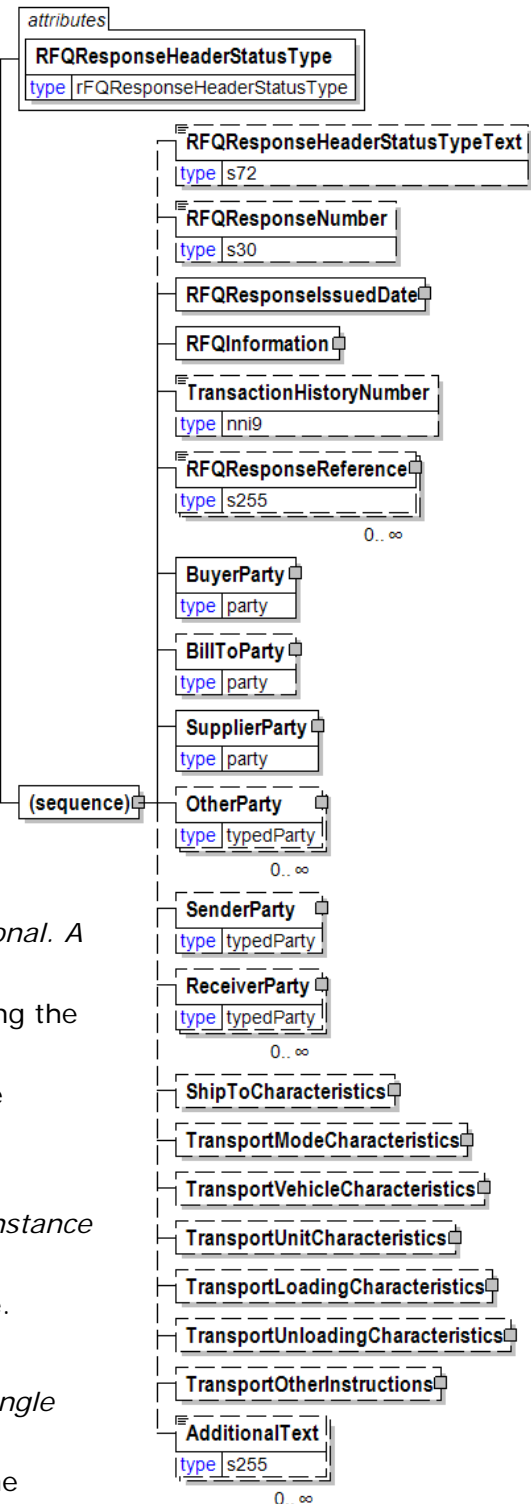 attributes
RFQResponseHeaderStatusType
type rFQResponseHeaderStatusType
RFQResponseHeaderStatusTypeText
type s72
RFQResponseNumber
type s30
RFQResponseIssuedDate
RFQInformation
TransactionHistoryNumber
type nni9
RFQResponseReference
type s255
0.. ∞
BuyerParty
type party
BillToParty
type party
SupplierParty
type party
(sequence)
OtherParty
type typedParty
0.. ∞
SenderParty
type typedParty
ReceiverParty
type typedParty
0.. ∞
ShipToCharacteristics
TransportModeCharacteristics
TransportVehicleCharacteristics
TransportUnitCharacteristics
TransportLoadingCharacteristics
TransportUnloadingCharacteristics
TransportOtherInstructions
AdditionalText
type s255
0.. ∞
onal. A
ng the
e
nstance
e.
ngle
ne